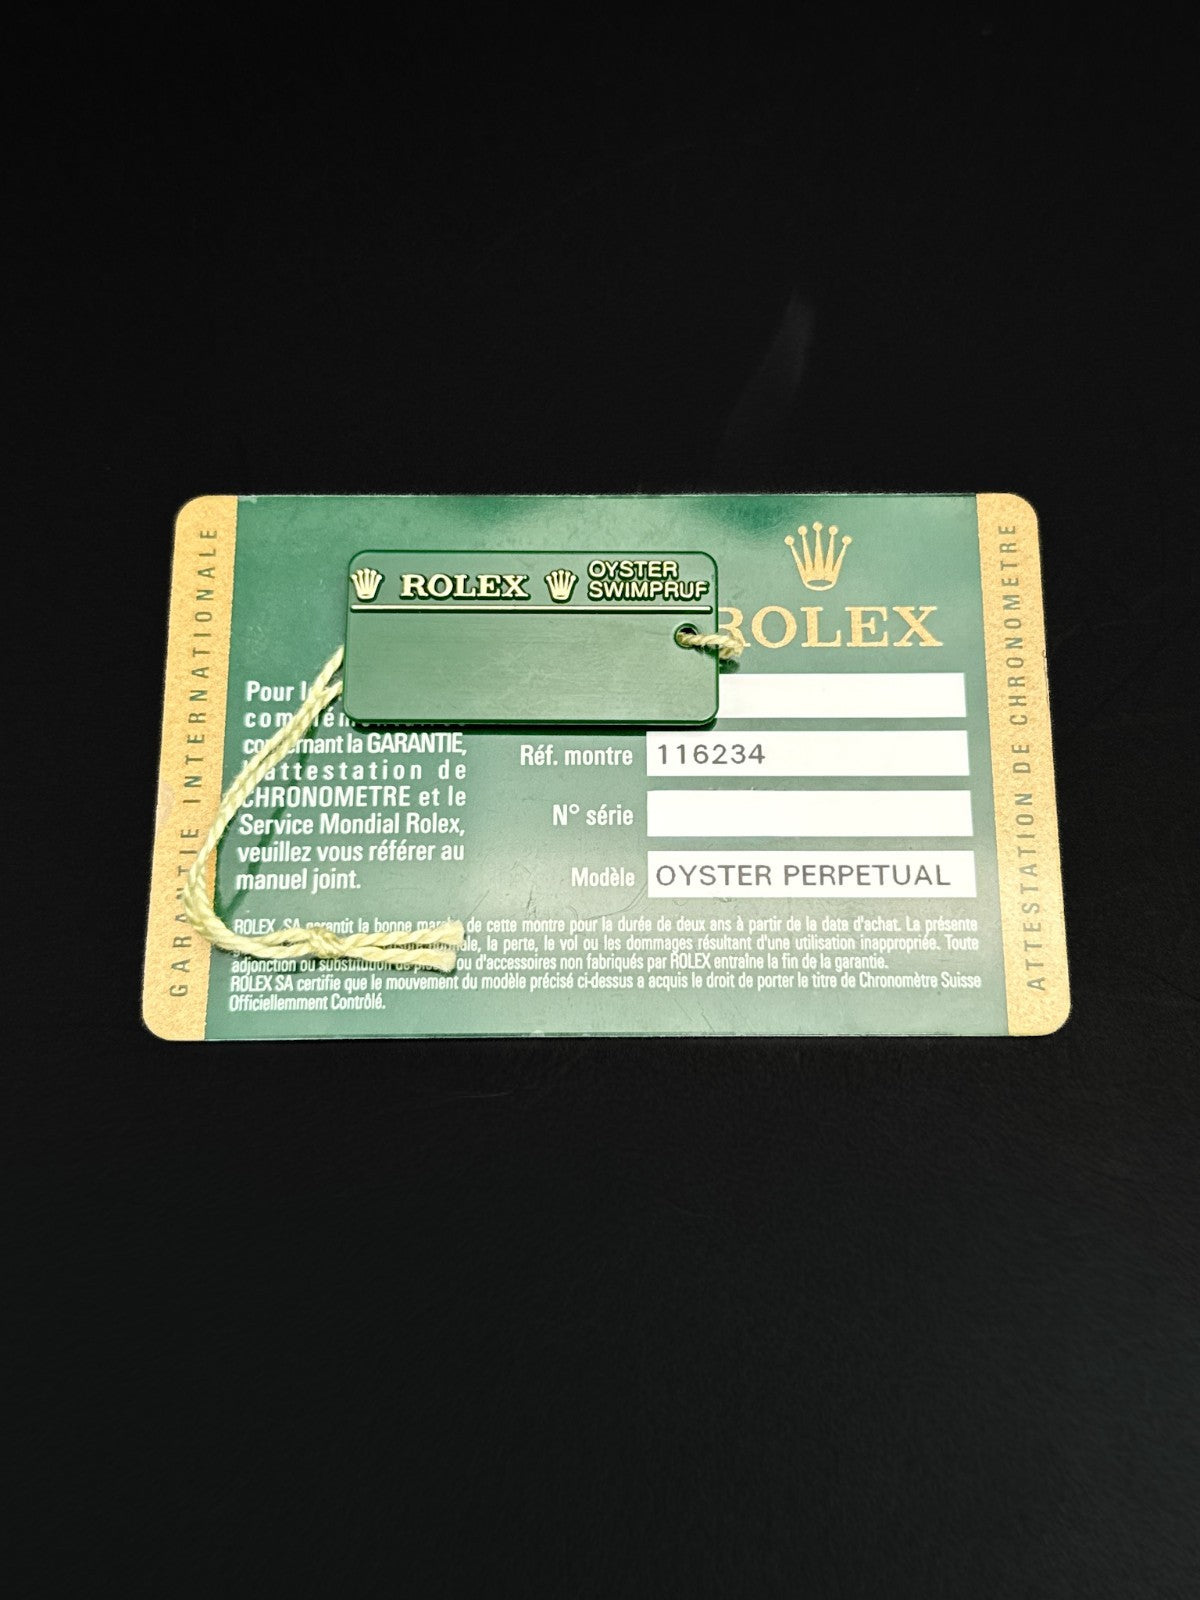 GARANTIE INTERNATIONALE
ROLEX
OYSTER
SWIMPRUF
ROLEX
Pour
concernant la GARANTIE,
l'attestation de
CHRONOMETRE et le
Service Mondial Rolex,
veuillez vous référer au
manuel joint.
Réf. montre 116234
N° série
Modèle OYSTER PERPETUAL
ROLEX SA garantit la bonne marche de cette montre pour la durée de deux ans à partir de la date d'achat. La présente
la perte, le vol ou les dommages résultant d'une utilisation inappropriée. Toute
adjonction ou substitution de ou d'accessoires non fabriqués par ROLEX entraîne la fin de la garantie.
ROLEX SA certifie que le mouvement du modèle précisé ci-dessus a acquis le droit de porter le titre de Chronomètre Suisse
Officiellemment Contrôlé.
ATTESTATION DE CHRONOMETRE